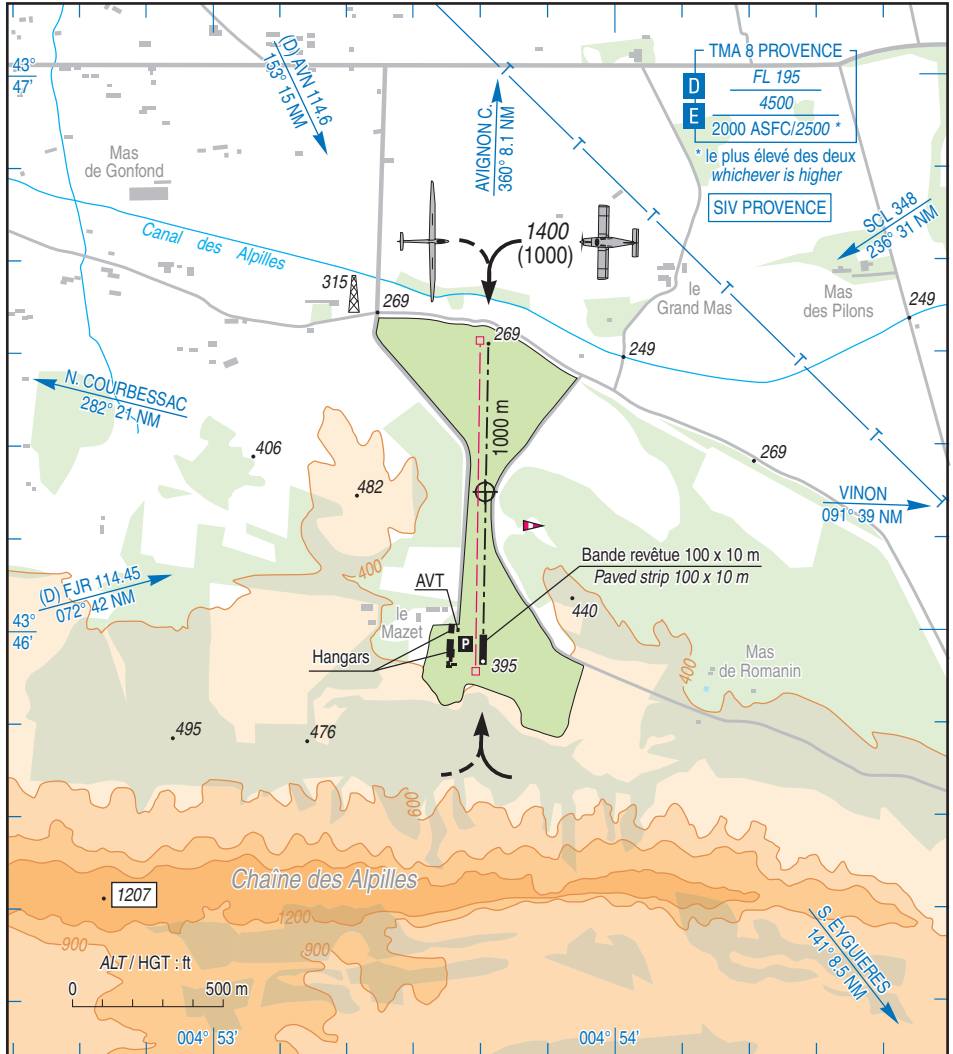 43°
47'
(D) AVN 114.6
153° 15 NM
AVIGNON C.
360° 8.1 NM
TMA 8 PROVENCE
D
FL 195
4500
E
2000 ASFC/2500 *
* le plus élevé des deux
whichever is higher
SIV PROVENCE
Mas
de Gonfond
Canal des Alpilles
SCL 348
236° 31 NM
1400
(1000)
315
269
le
Grand Mas
Mas
des Pilons
249
269
249
T
T
T
T
T
T
T
N. COURBESSAC
282° 21 NM
1000 m
406
482
269
VINON
091° 39 NM
400
Bande revêtue 100 x 10 m
Paved strip 100 x 10 m
(D) FJR 114.45
072° 42 NM
AVT
440
43°
46'
le
Mazet
P
Hangars
395
Mas
de Romanin
400
495
476
600
Chaîne des Alpilles
1207
1200
900
900
S. EYGUIERES
141° 8.5 NM
ALT / HGT : ft
0
500 m
004° 53'
004° 54'